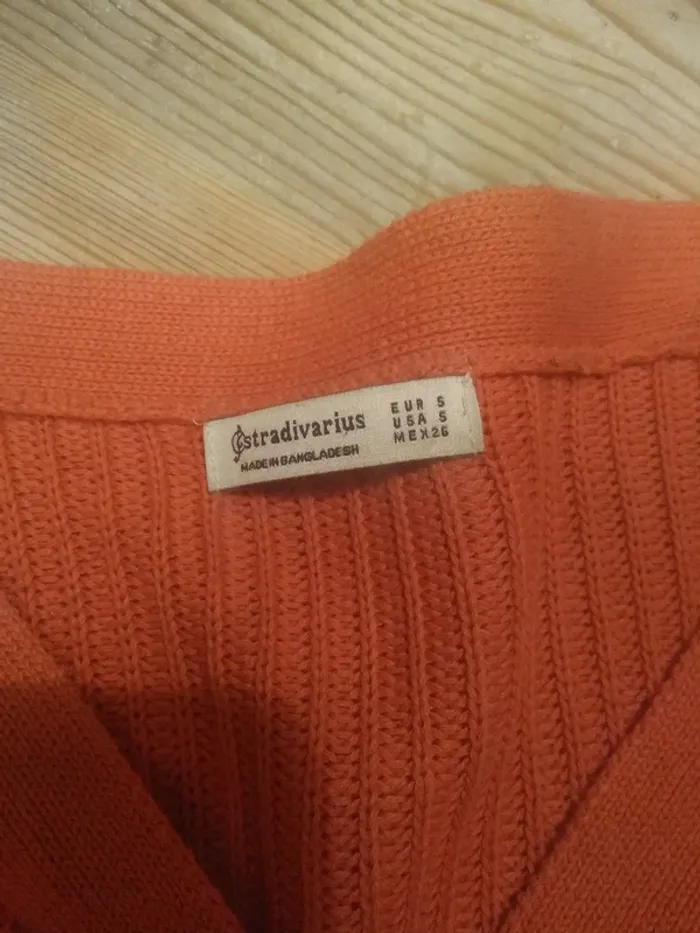 stradivarius
MADE IN BANGLADESH
EUR S
USA S
MEX 26